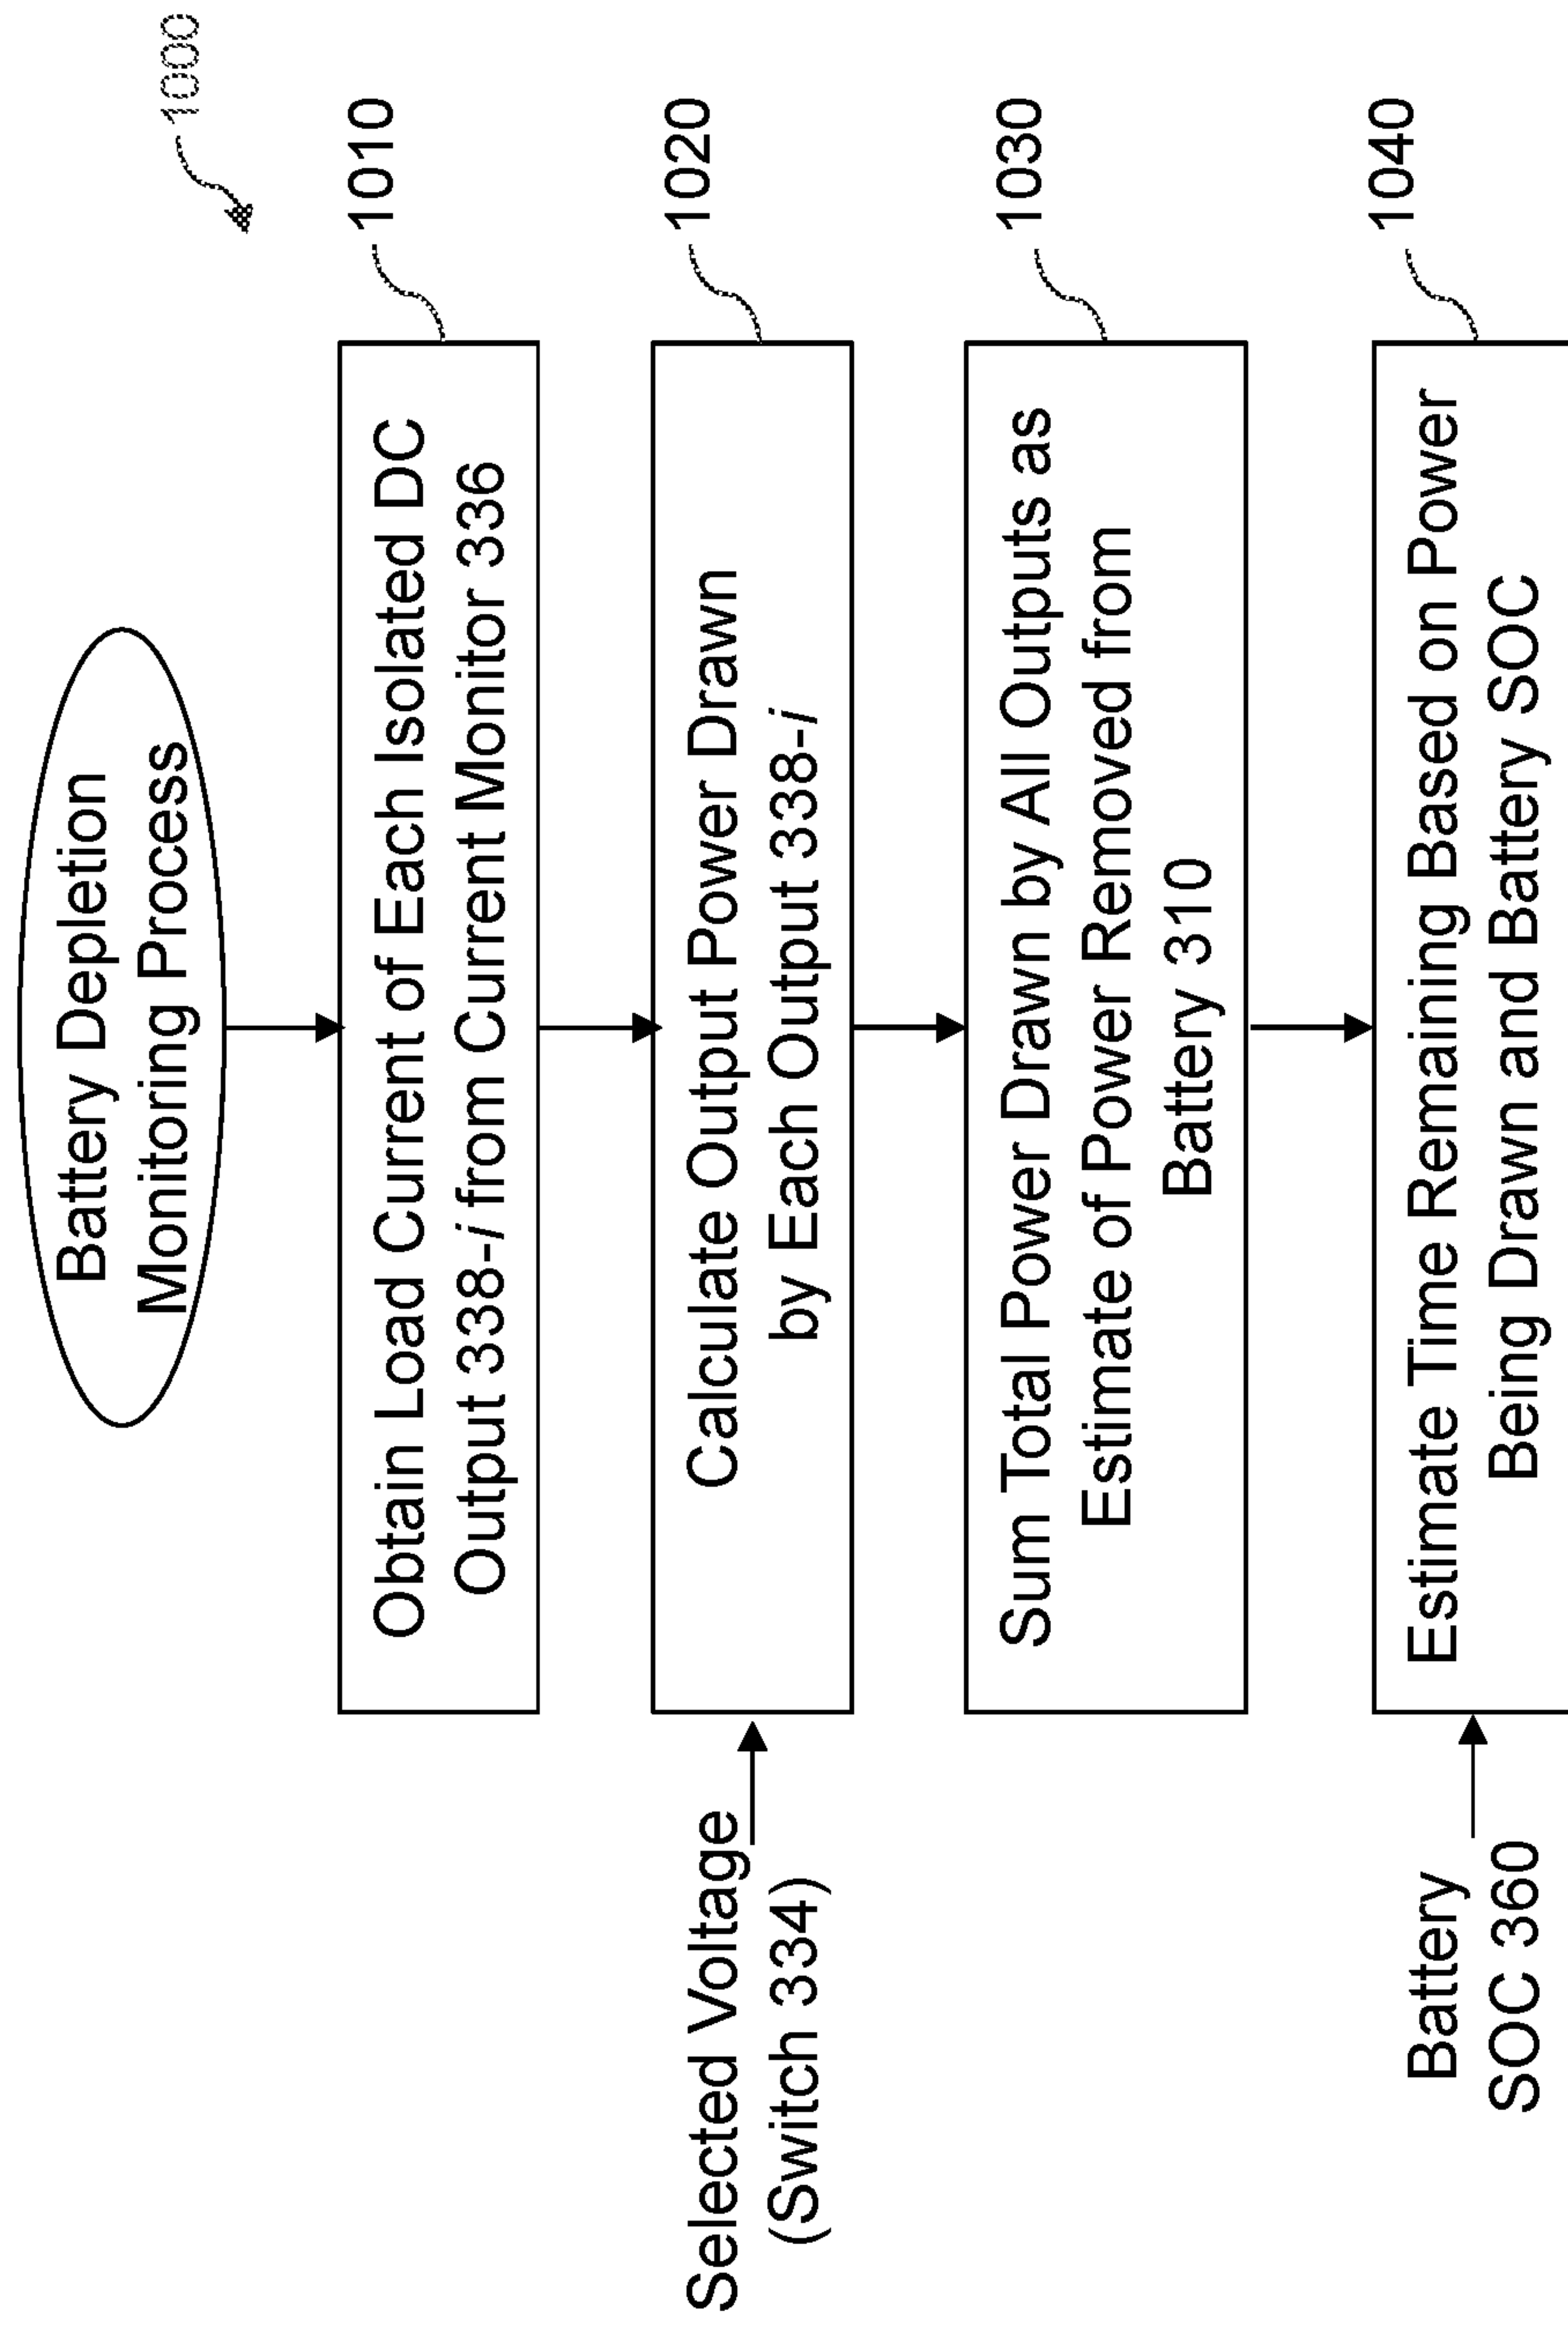 Battery Depletion
Monitoring Process
1000
Obtain Load Current of Each Isolated DC
Output 338-i from Current Monitor 336
1010
Selected Voltage
(Switch 334)
Calculate Output Power Drawn
by Each Output 338-i
1020
Sum Total Power Drawn by All Outputs as
Estimate of Power Removed from
Battery 310
1030
Battery
SOC 360
Estimate Time Remaining Based on Power
Being Drawn and Battery SOC
1040